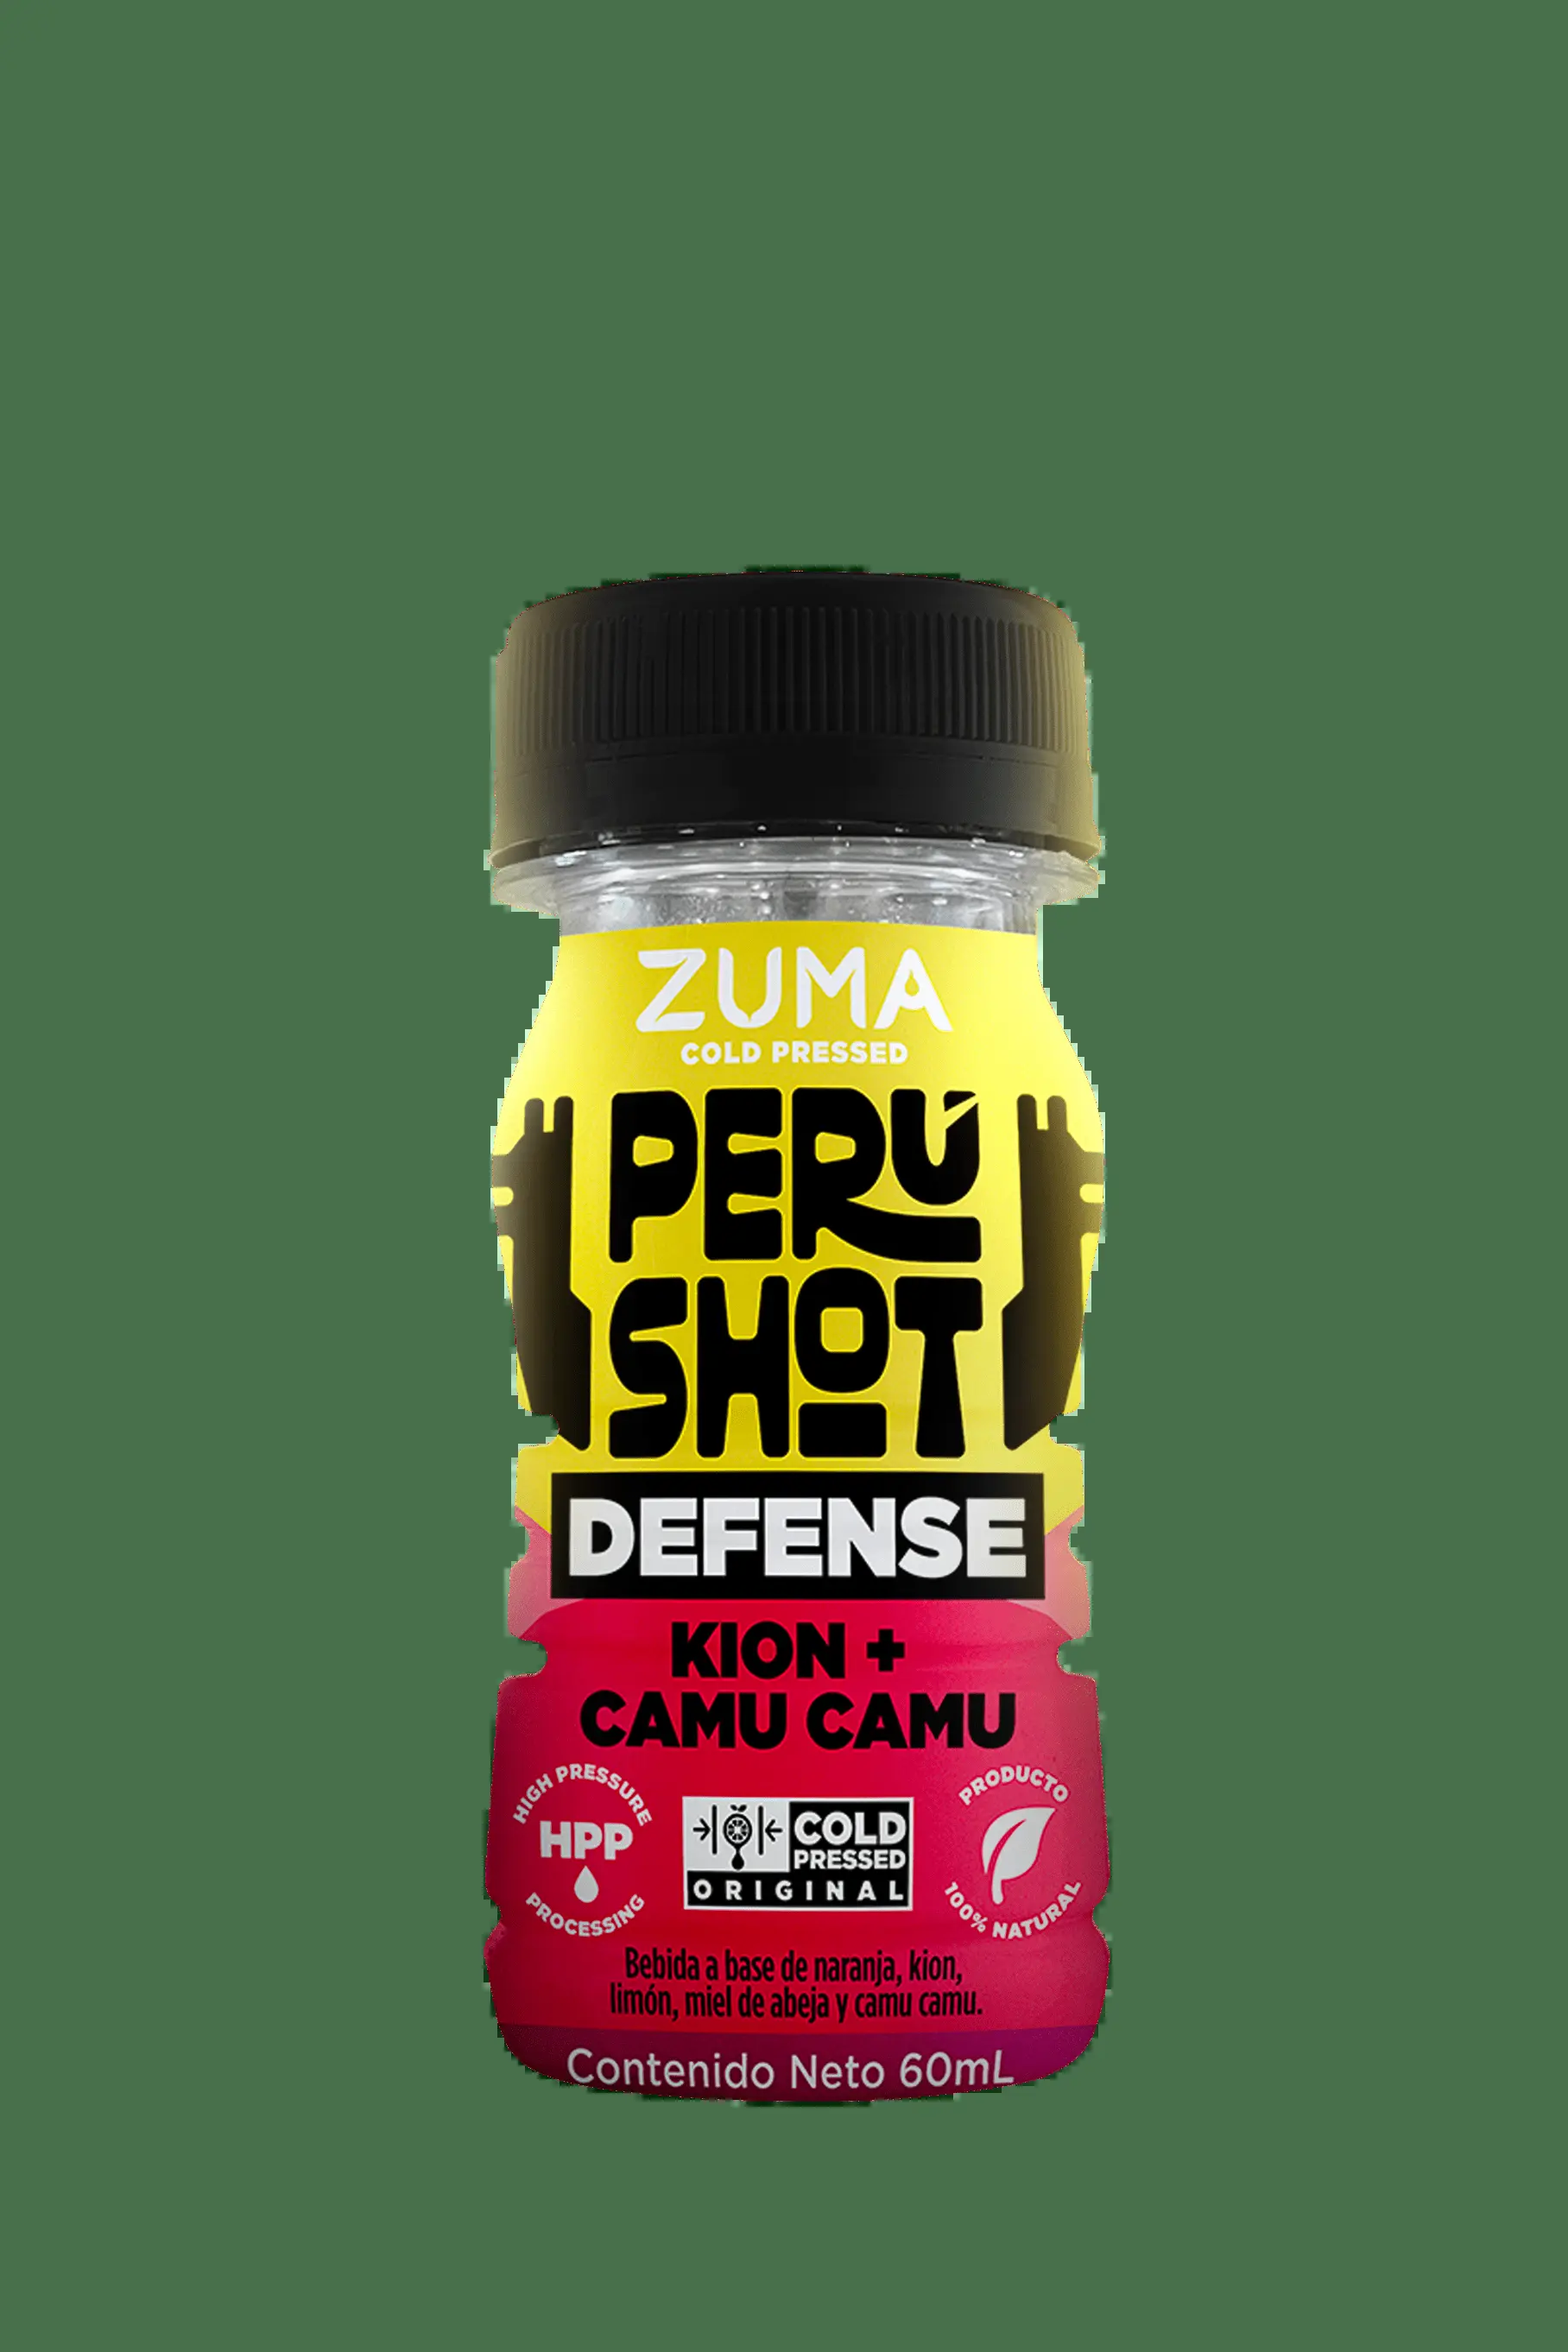 ZUMA
COLD PRESSED
PERÚ
SHOT
DEFENSE
KION +
CAMU CAMU
HIGH PRESSURE
HPP
PROCESSING
COLD
PRESSED
ORIGINAL
PRODUCTO
100% NATURAL
Bebida a base de naranja, kion,
limón, miel de abeja y camu camu.
Contenido Neto 60mL